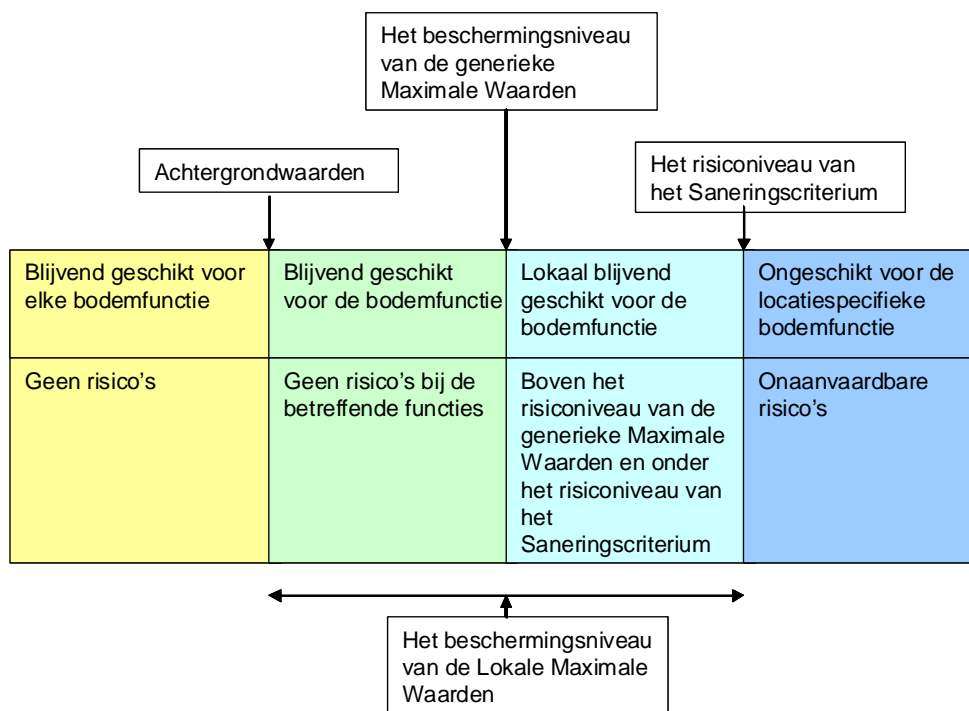 Het beschermingsniveau
van de generieke
Maximale Waarden
Achtergrondwaarden
Het risiconiveau van
het Saneringscriterium
Blijvend geschikt voor
elke bodemfunctie
Blijvend geschikt
voor de bodemfunctie
Lokaal blijvend
geschikt voor de
bodemfunctie
Ongeschikt voor de
locatiespecifieke
bodemfunctie
Geen risico's
Geen risico's bij de
betreffende functies
Boven het
risiconiveau van de
generieke Maximale
Waarden en onder
het risiconiveau van
het
Saneringscriterium
Onaanvaardbare
risico's
Het beschermingsniveau
van de Lokale Maximale
Waarden